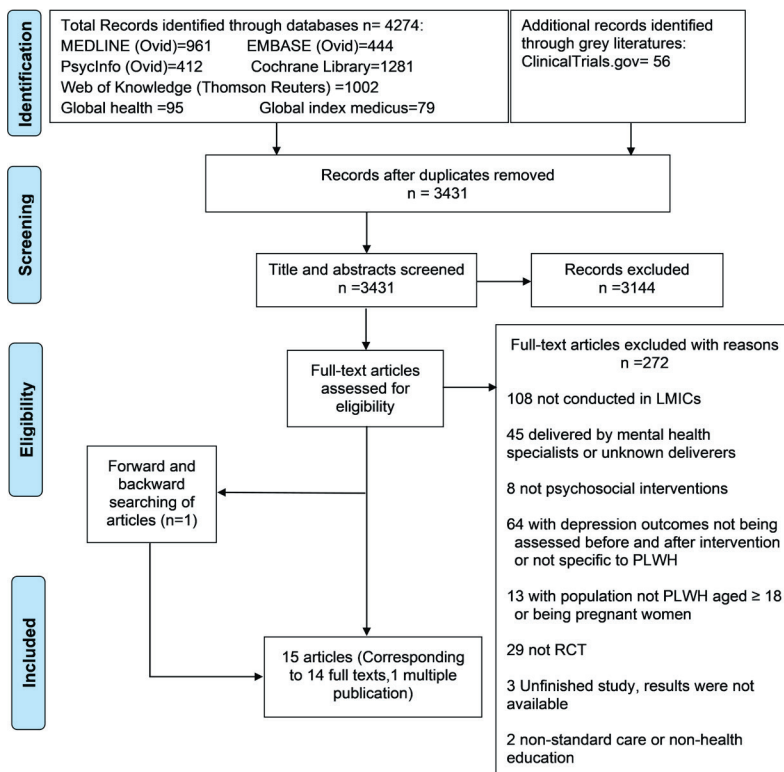 Identification
Total Records identified through databases n= 4274:
MEDLINE (Ovid)=961 EMBASE (Ovid)=444
PsycInfo (Ovid)=412 Cochrane Library=1281
Web of Knowledge (Thomson Reuters) =1002
Global health =95 Global index medicus=79
Additional records identified
through grey literatures:
ClinicalTrials.gov= 56
Screening
Records after duplicates removed
n = 3431
Title and abstracts screened
n =3431
Records excluded
n =3144
Eligibility
Full-text articles
assessed for
eligibility
Full-text articles excluded with reasons
n =272
108 not conducted in LMICs
45 delivered by mental health
specialists or unknown deliverers
8 not psychosocial interventions
64 with depression outcomes not being
assessed before and after intervention
or not specific to PLWH
13 with population not PLWH aged ≥ 18
or being pregnant women
29 not RCT
3 Unfinished study, results were not
available
2 non-standard care or non-health
education
Forward and
backward
searching of
articles (n=1)
Included
15 articles (Corresponding
to 14 full texts,1 multiple
publication)